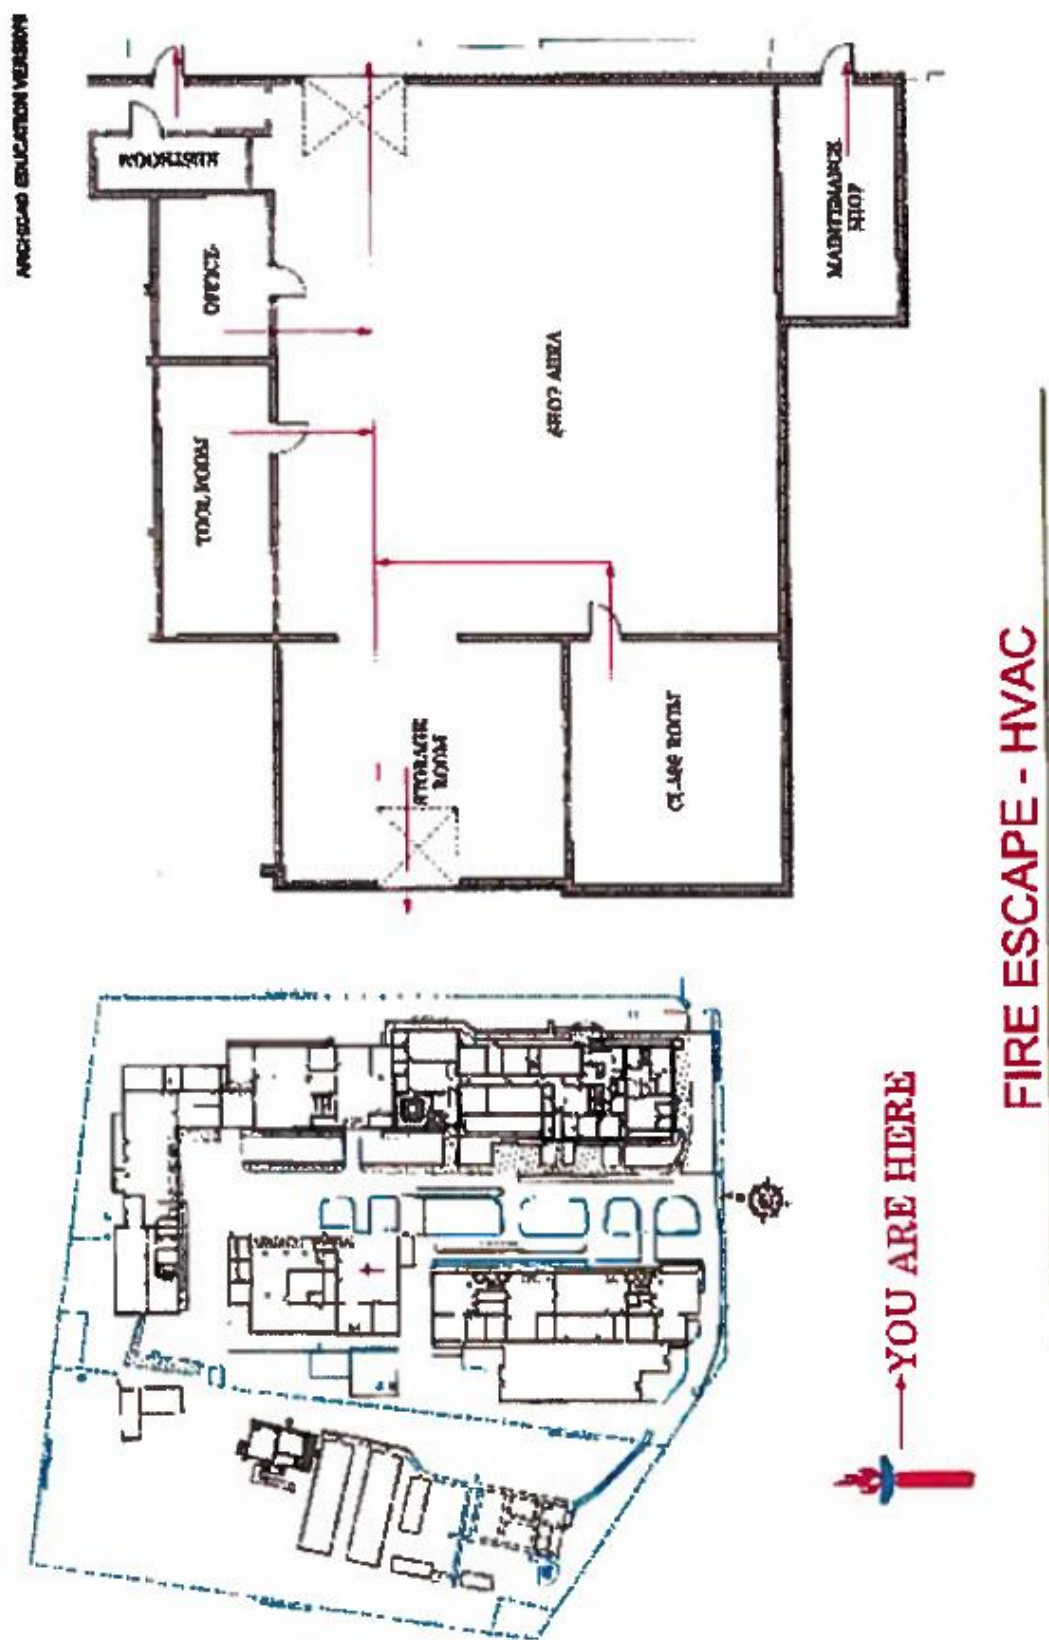 ARCHICAD EDUCATION VERSION
RESTROOM
OFFICE
TOOL ROOM
SHOP AREA
MAINTENANCE
SHOP
STORAGE
ROOM
CLASS ROOM
YOU ARE HERE
FIRE ESCAPE - HVAC